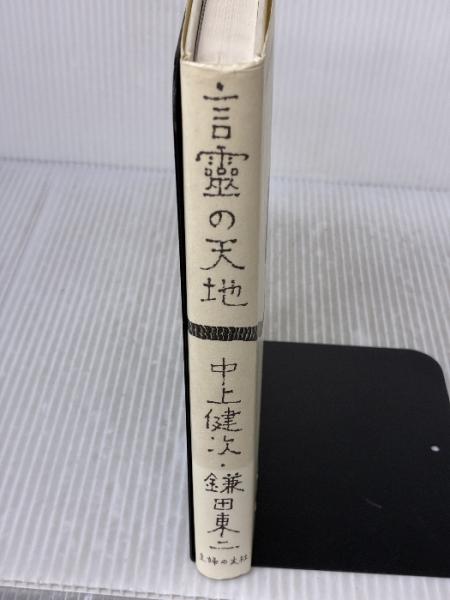 言靈の天地
中上健次・鎌田東二
主婦の友社